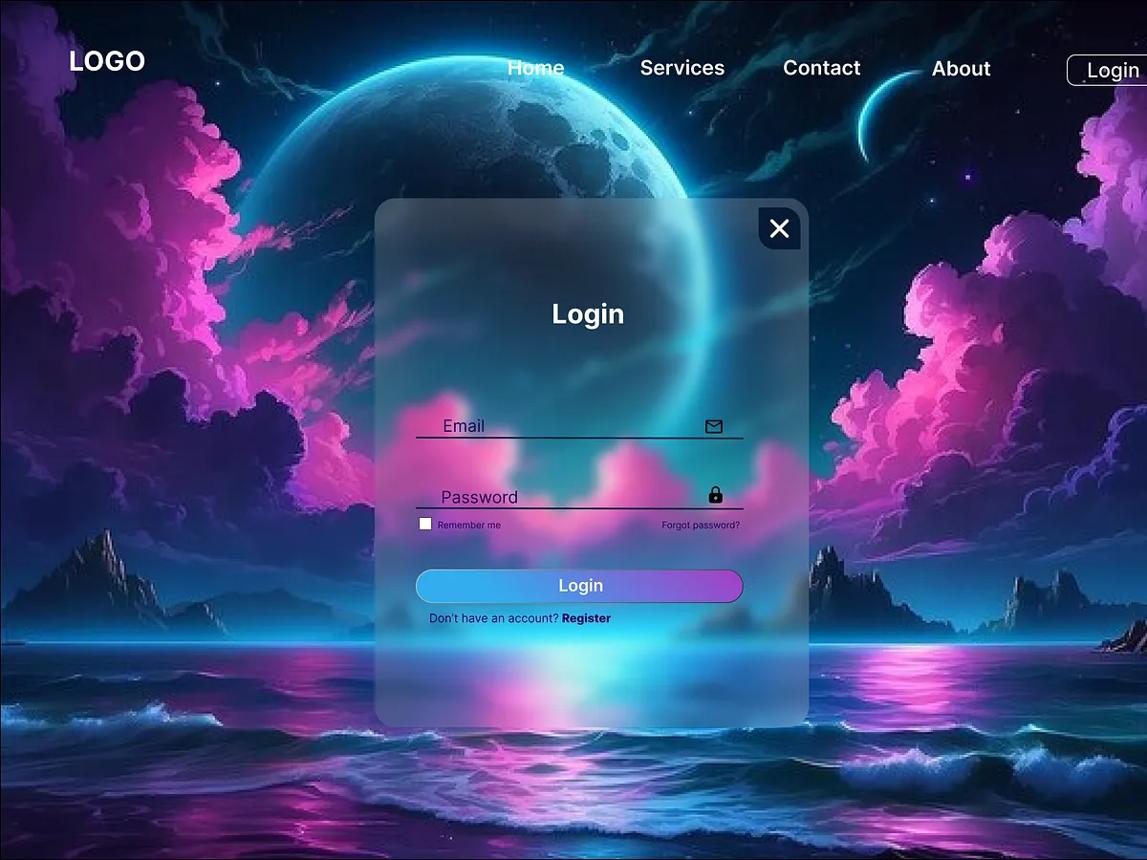 LOGO Home Services Contact About Login
Login
Email
Password
Remember me Forgot password?
Login
Don't have an account? Register